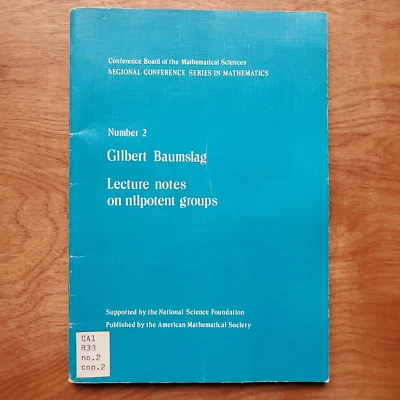 Conference Board of the Mathematical Sciences
REGIONAL CONFERENCE SERIES IN MATHEMATICS
Number 2
Gilbert Baumslag
Lecture notes
on nilpotent groups
Supported by the National Science Foundation
Published by the American Mathematical Society
QA1
R33
no.2
cop.2